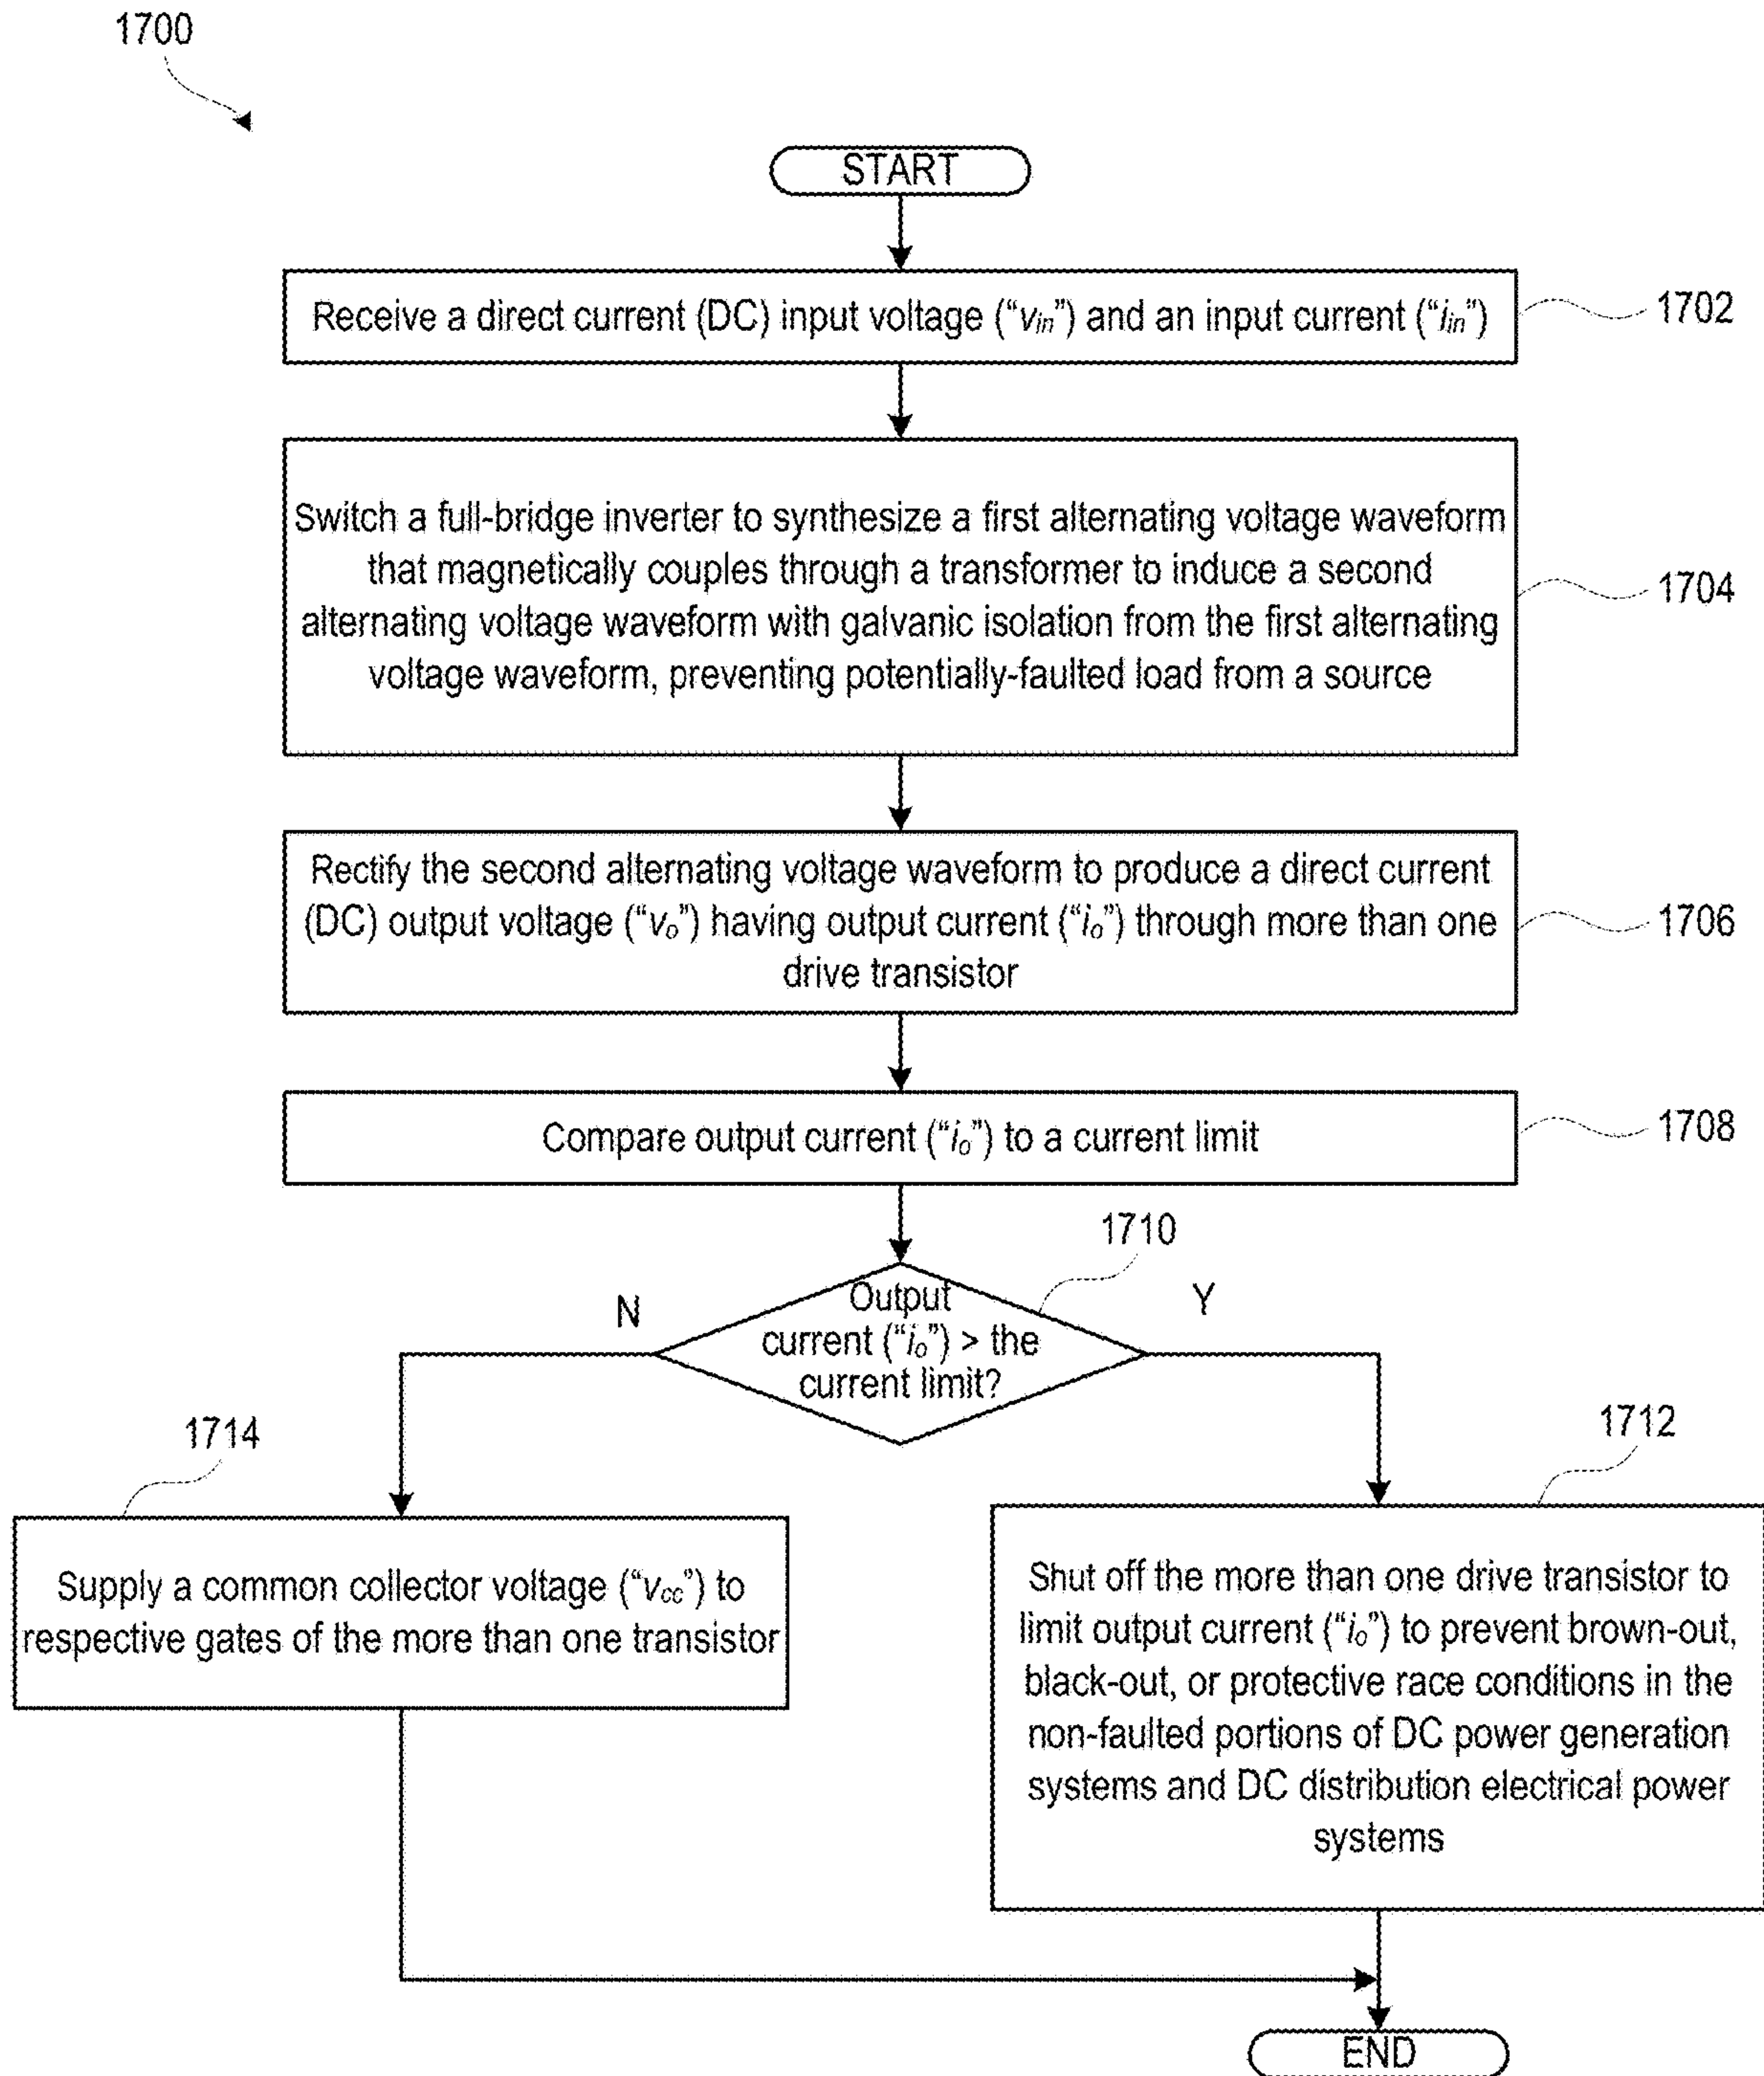 1700
START
Receive a direct current (DC) input voltage (“vin”) and an input current (“iin”)
1702
Switch a full-bridge inverter to synthesize a first alternating voltage waveform
that magnetically couples through a transformer to induce a second
alternating voltage waveform with galvanic isolation from the first alternating
voltage waveform, preventing potentially-faulted load from a source
1704
Rectify the second alternating voltage waveform to produce a direct current
(DC) output voltage (“vo”) having output current (“io”) through more than one
drive transistor
1706
Compare output current (“io”) to a current limit
1708
1710
Output
current (“io”) > the
current limit?
N
Y
1714
Supply a common collector voltage (“vcc”) to
respective gates of the more than one transistor
1712
Shut off the more than one drive transistor to
limit output current (“io”) to prevent brown-out,
black-out, or protective race conditions in the
non-faulted portions of DC power generation
systems and DC distribution electrical power
systems
END